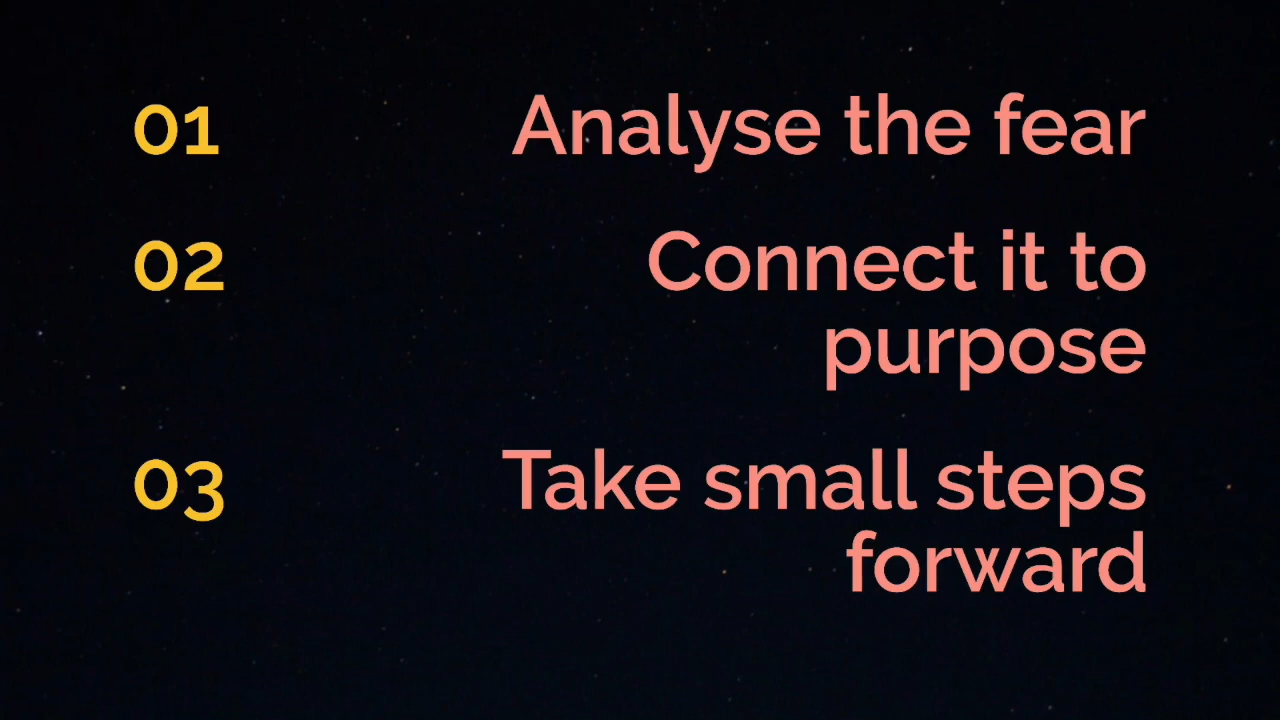 01 Analyse the fear
02 Connect it to
purpose
03 Take small steps
forward